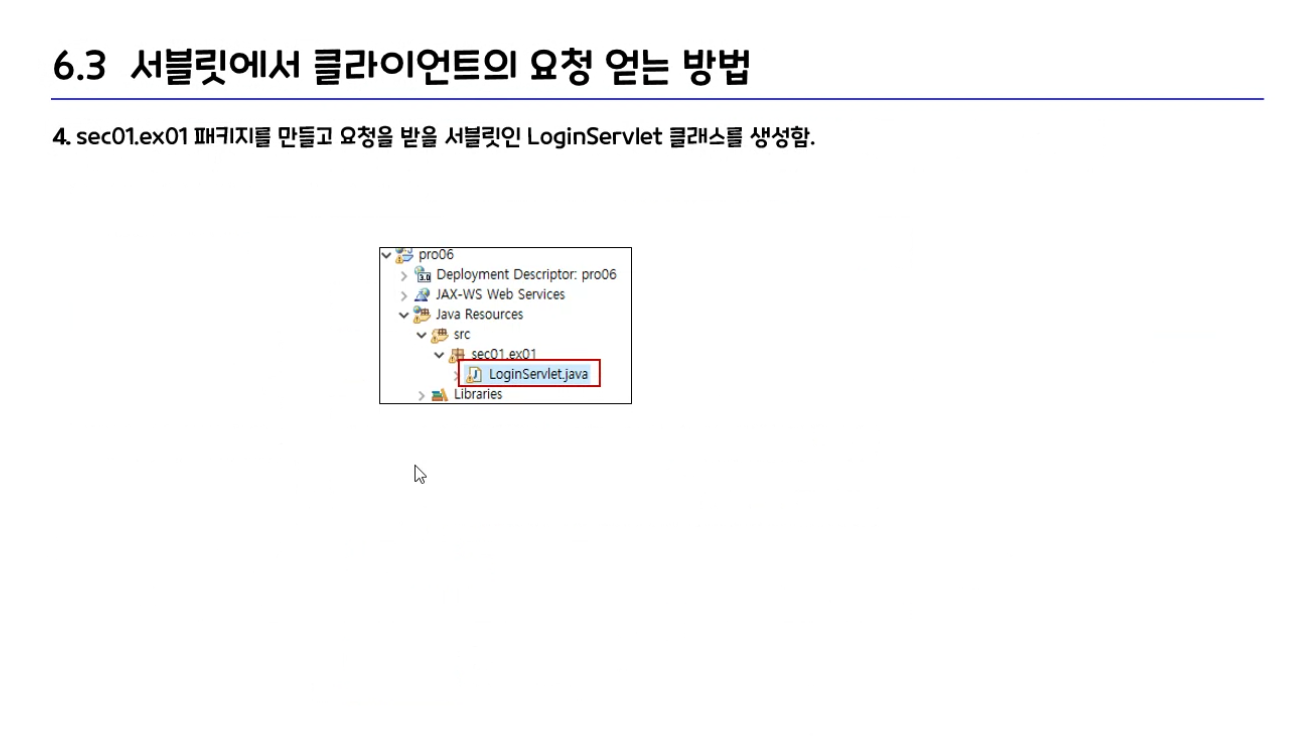 6.3 서블릿에서 클라이언트의 요청 얻는 방법
4. sec01.ex01 패키지를 만들고 요청을 받을 서블릿인 LoginServlet 클래스를 생성함.
pro06
Deployment Descriptor: pro06
JAX-WS Web Services
Java Resources
src
sec01.ex01
LoginServlet.java
Libraries